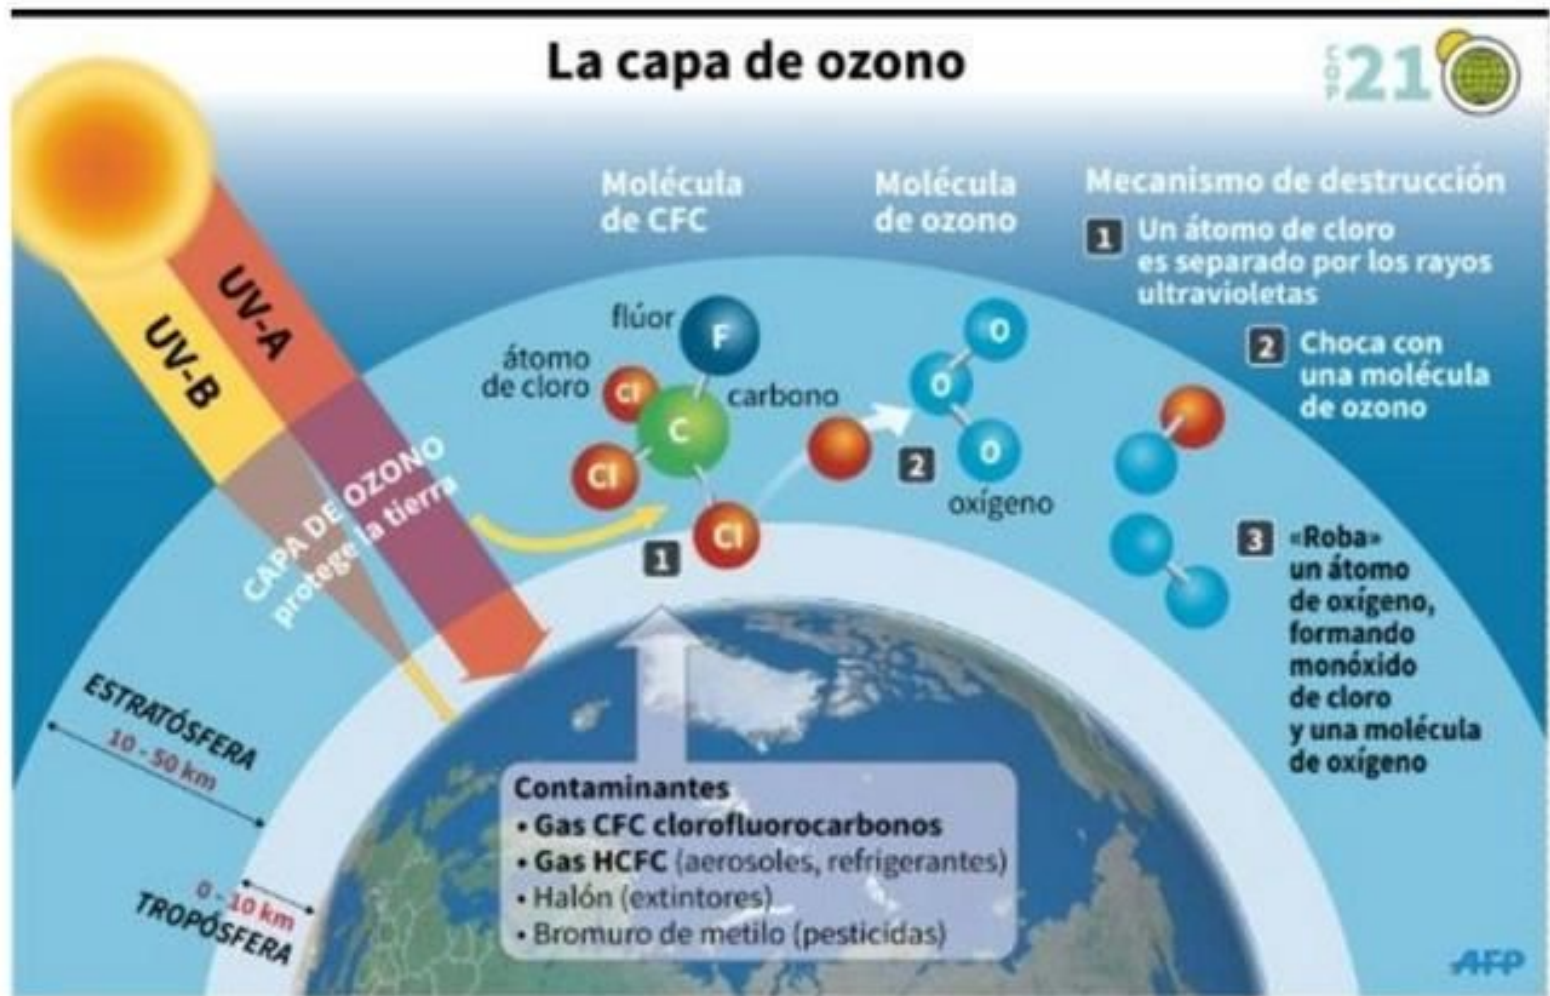 La capa de ozono
COP
21
UV-A
UV-B
CAPA DE OZONO
protege la tierra
ESTRATÓSFERA
10 - 50 km
0 - 10 km
TROPÓSFERA
Molécula
de CFC
flúor
F
átomo
de cloro
Cl
C
carbono
Cl
Cl
1
Molécula
de ozono
O
O
O
2
oxígeno
Mecanismo de destrucción
1 Un átomo de cloro
es separado por los rayos
ultravioletas
2 Choca con
una molécula
de ozono
3 «Roba»
un átomo
de oxígeno,
formando
monóxido
de cloro
y una molécula
de oxígeno
Contaminantes
• Gas CFC clorofluorocarbonos
• Gas HCFC (aerosoles, refrigerantes)
• Halón (extintores)
• Bromuro de metilo (pesticidas)
AFP